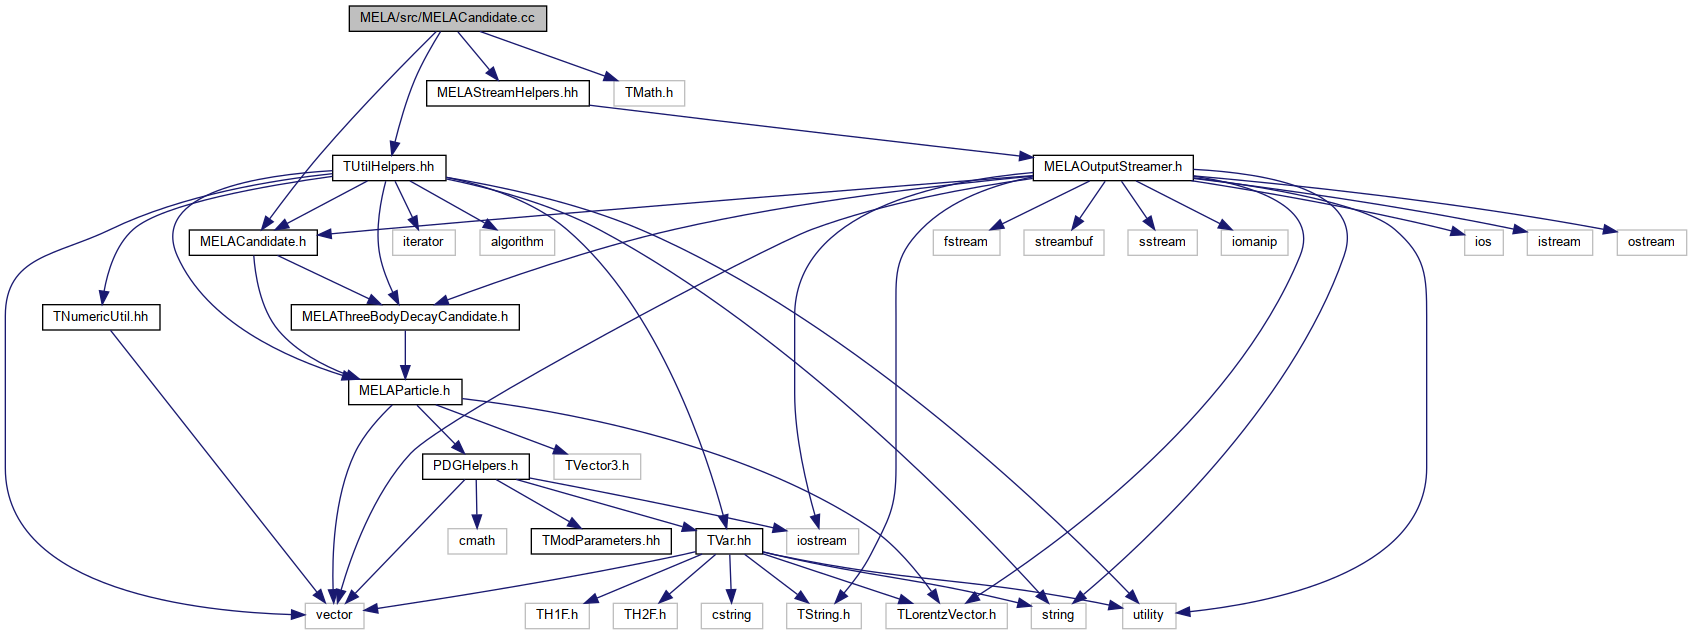 MELA/src/MELACandidate.cc
MELAStreamHelpers.hh
TMath.h
TUtilHelpers.hh
MELAOutputStreamer.h
MELACandidate.h
iterator
algorithm
fstream
streambuf
sstream
iomanip
ios
istream
ostream
TNumericUtil.hh
MELAThreeBodyDecayCandidate.h
MELAParticle.h
PDGHelpers.h
TVector3.h
cmath
TModParameters.hh
TVar.hh
iostream
vector
TH1F.h
TH2F.h
cstring
TString.h
TLorentzVector.h
string
utility